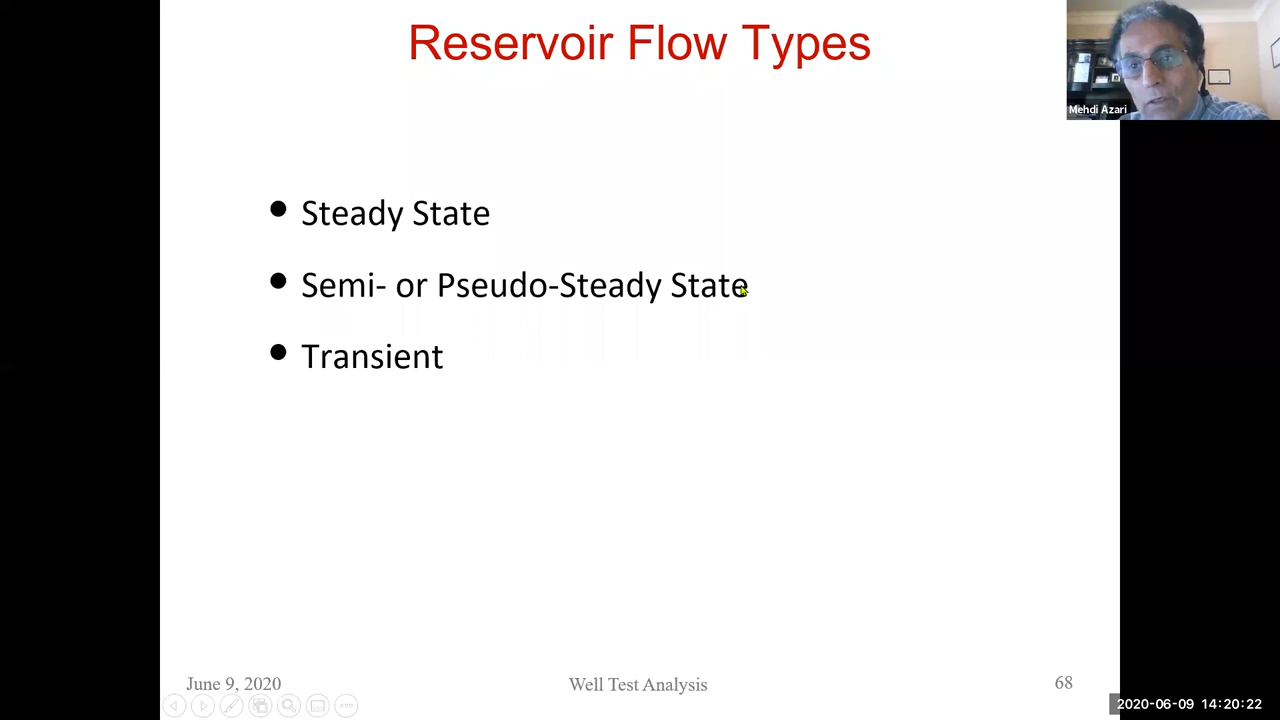 Reservoir Flow Types
Mehdi Azari
• Steady State
• Semi- or Pseudo-Steady State
• Transient
June 9, 2020
Well Test Analysis
68
2020-06-09 14:20:22